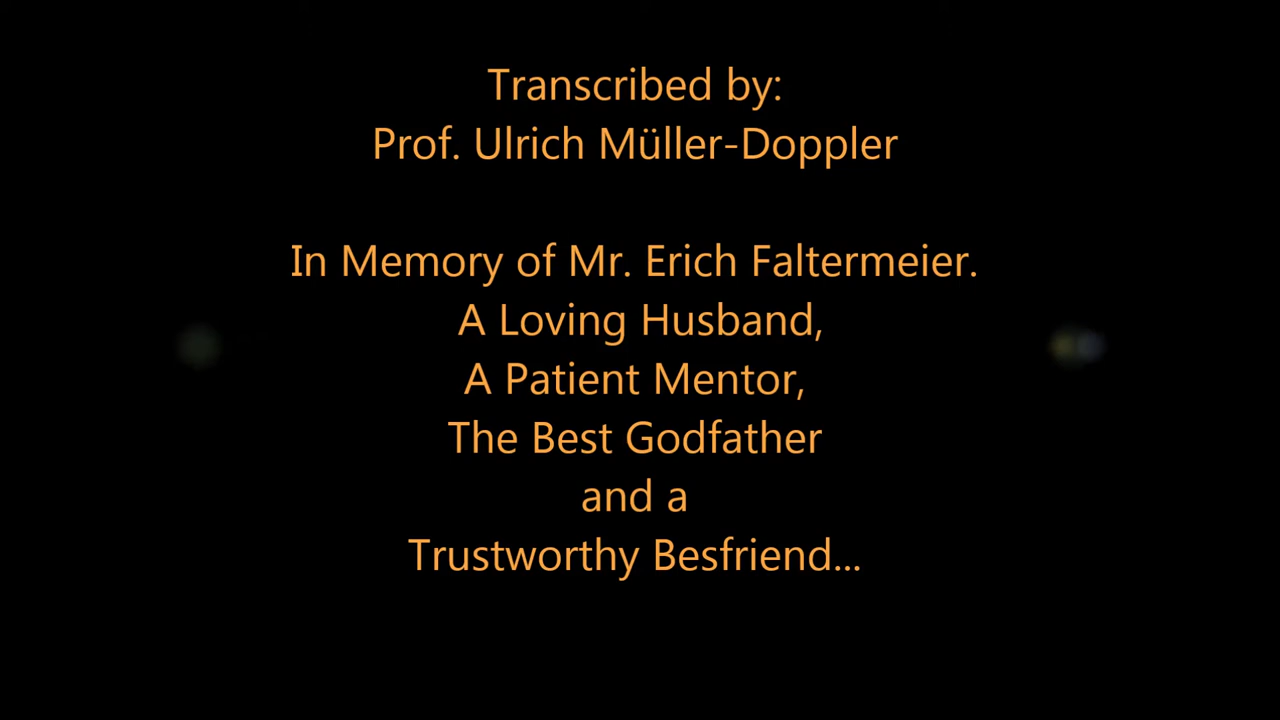 Transcribed by:
Prof. Ulrich Müller-Doppler
In Memory of Mr. Erich Faltermeier.
A Loving Husband,
A Patient Mentor,
The Best Godfather
and a
Trustworthy Besfriend...